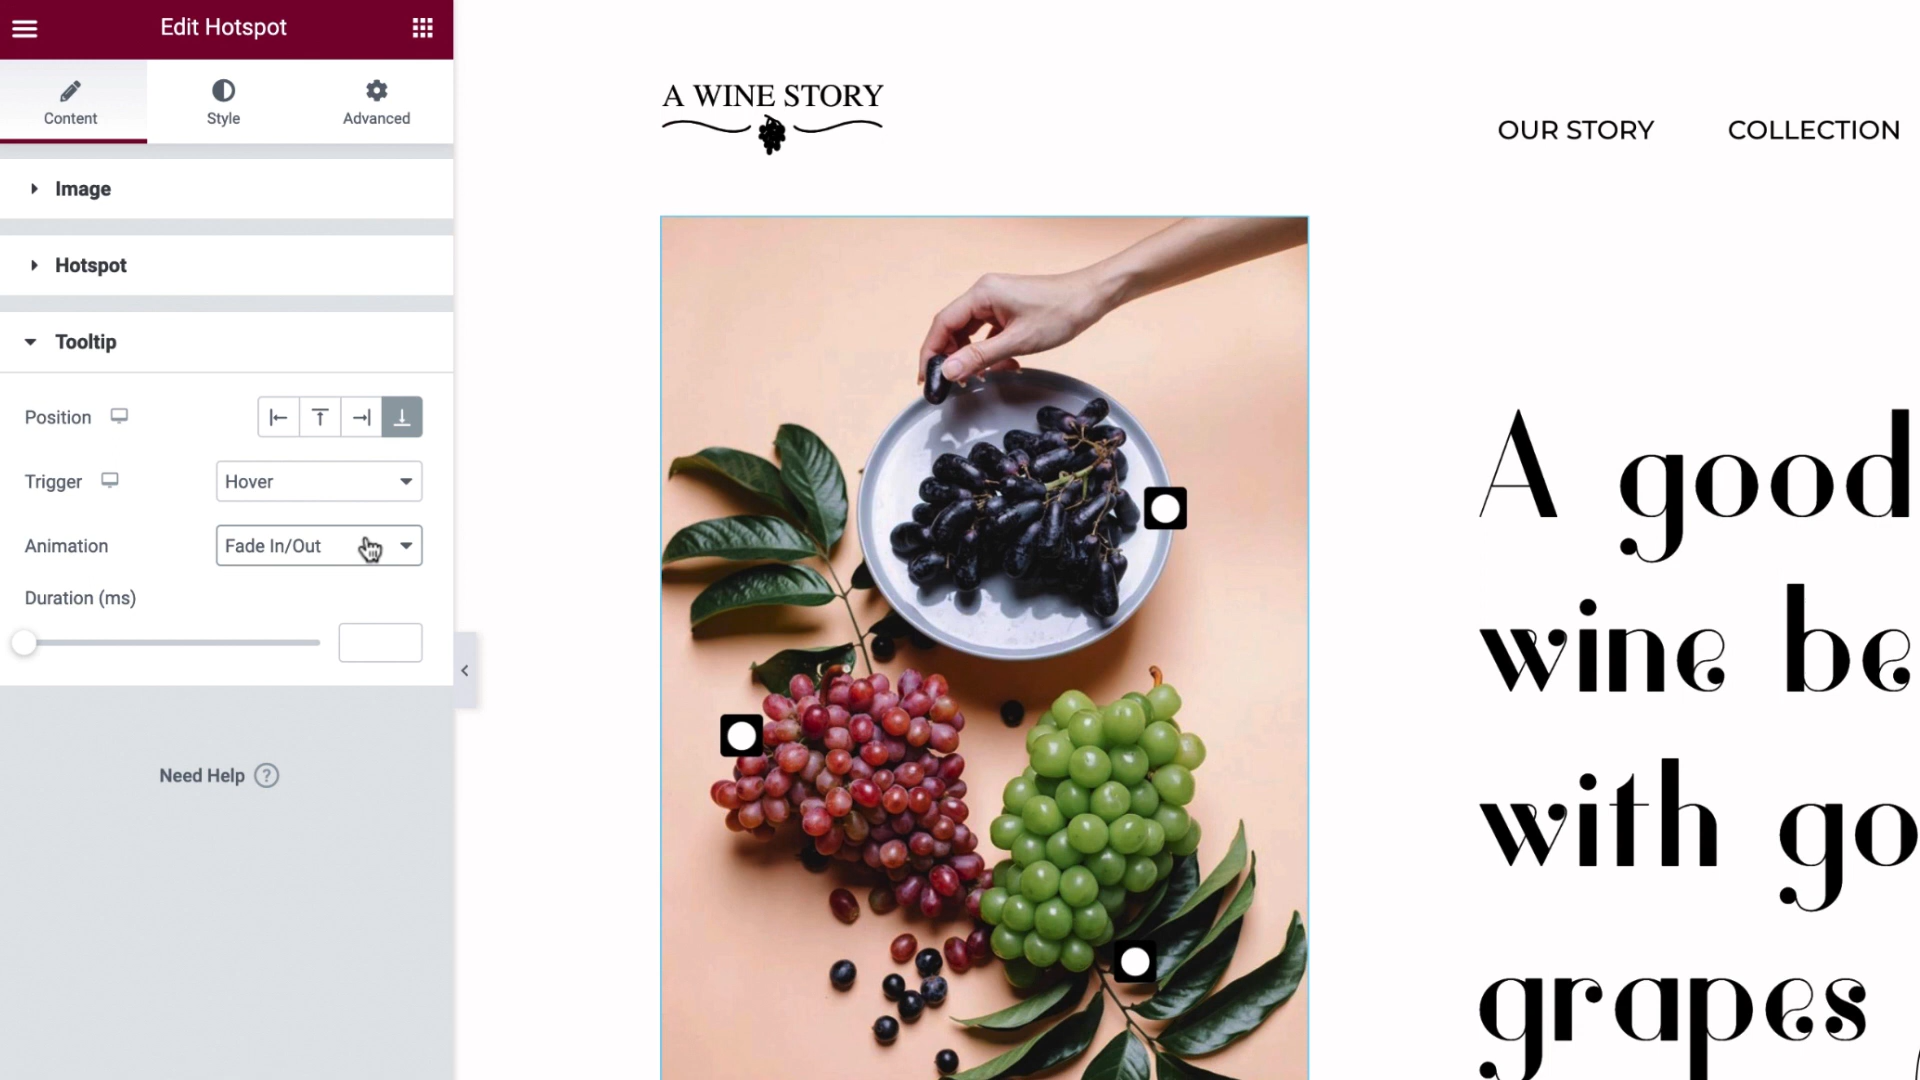 Edit Hotspot
Content
Style
Advanced
Image
Hotspot
Tooltip
Position
Trigger
Hover
Animation
Fade In/Out
Duration (ms)
Need Help ?
A WINE STORY
OUR STORY
COLLECTION
A good
wine be
with go
grapes